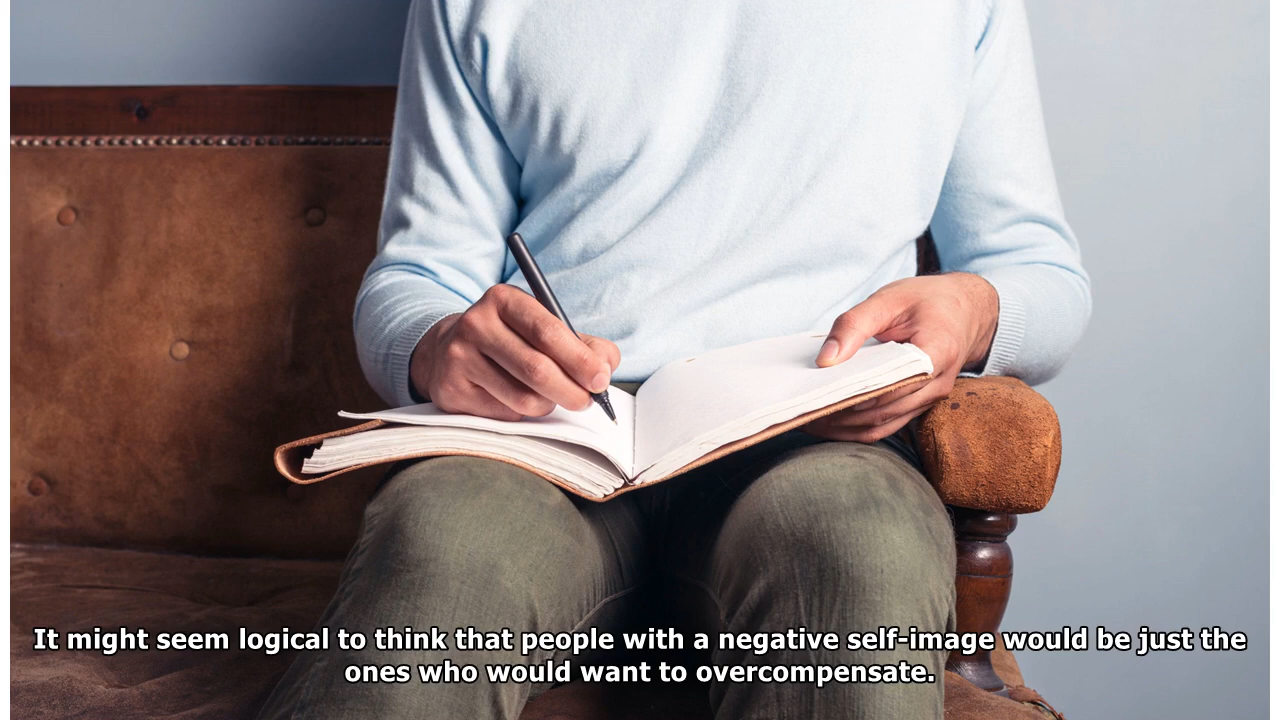 It might seem logical to think that people with a negative self-image would be just the
ones who would want to overcompensate.